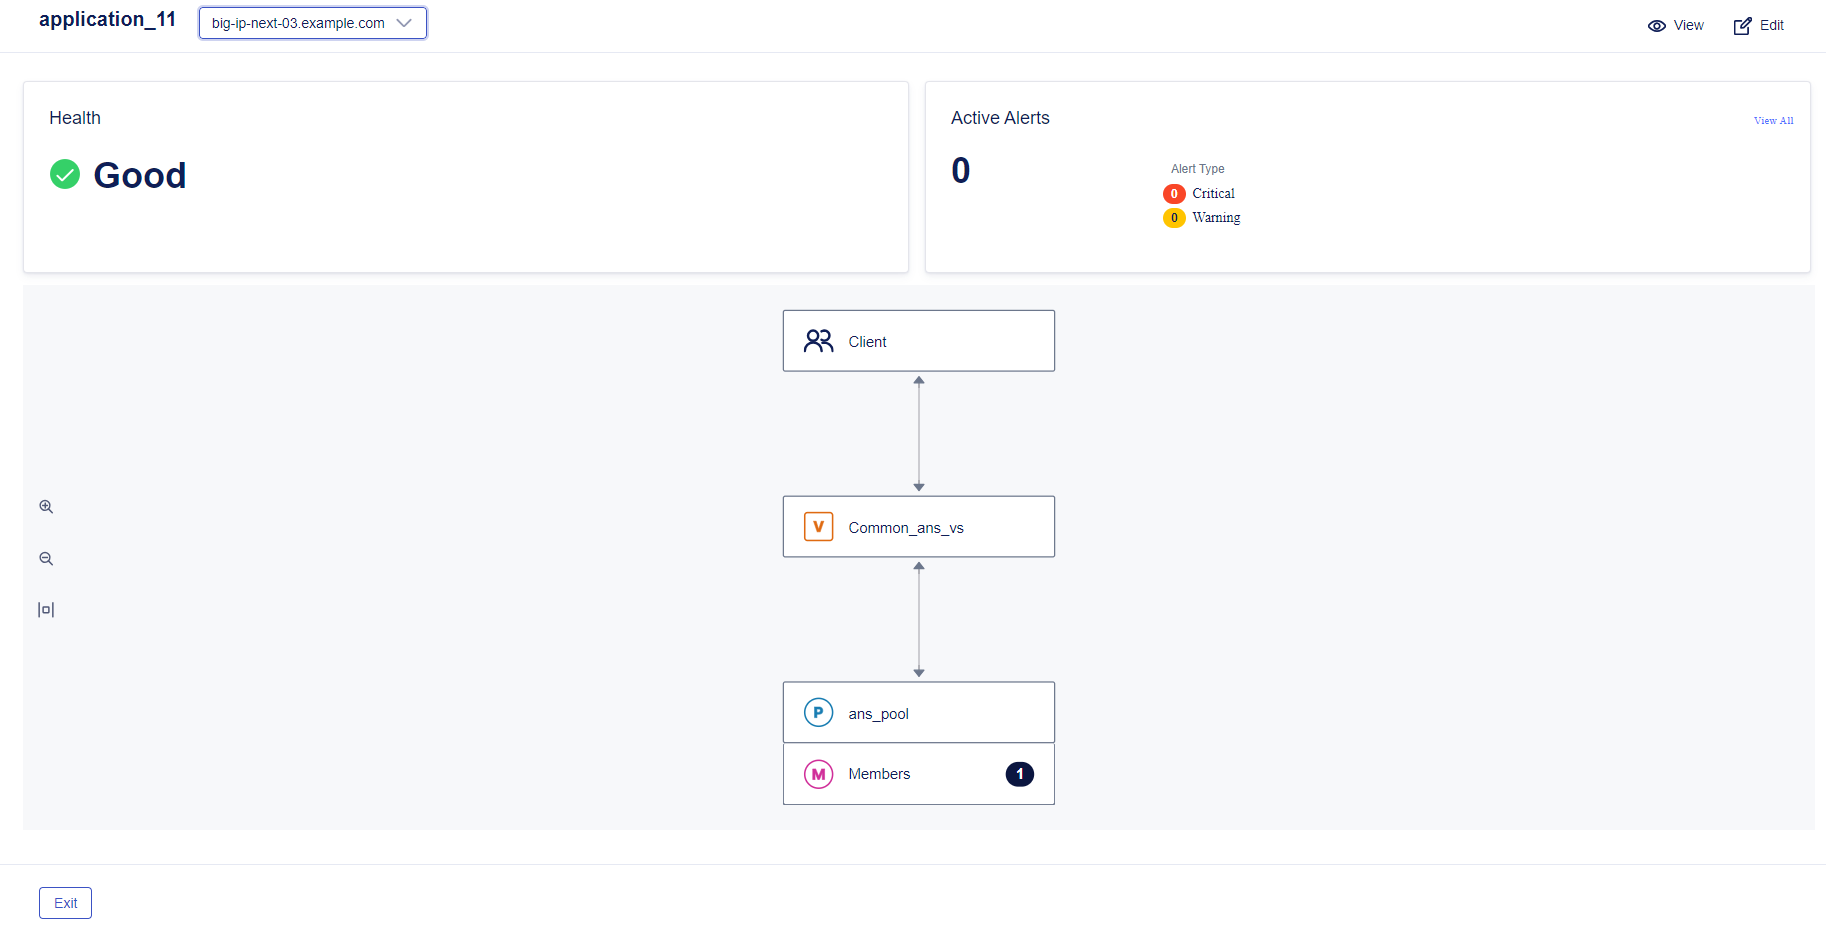 application_11
big-ip-next-03.example.com
View
Edit
Health
Good
Active Alerts
View All
0
Alert Type
0 Critical
0 Warning
Client
V Common_ans_vs
P ans_pool
M Members 1
Exit